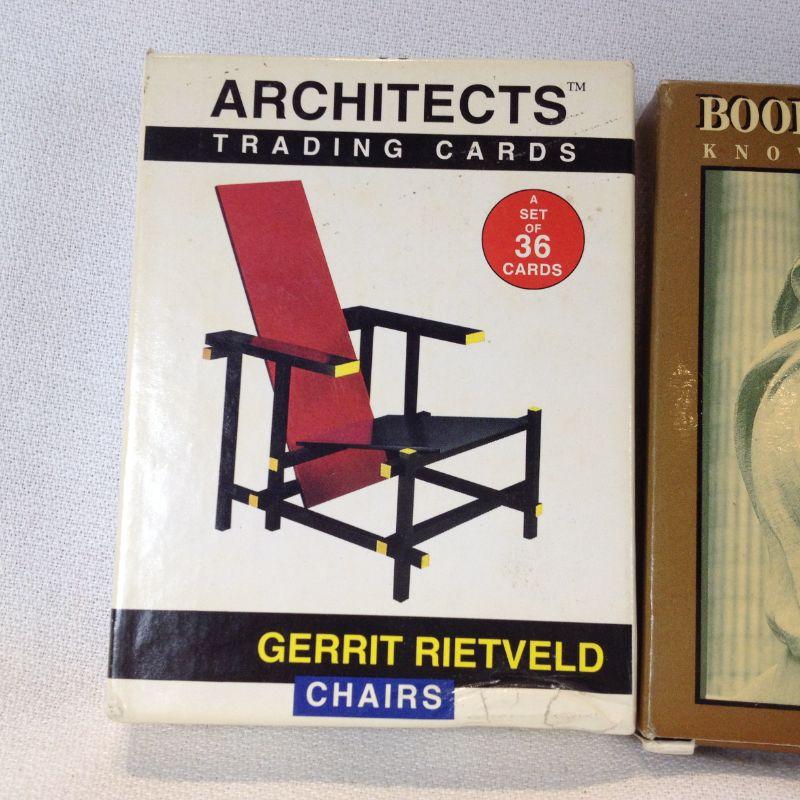 ARCHITECTS™
TRADING CARDS
A
SET
OF
36
CARDS
GERRIT RIETVELD
CHAIRS